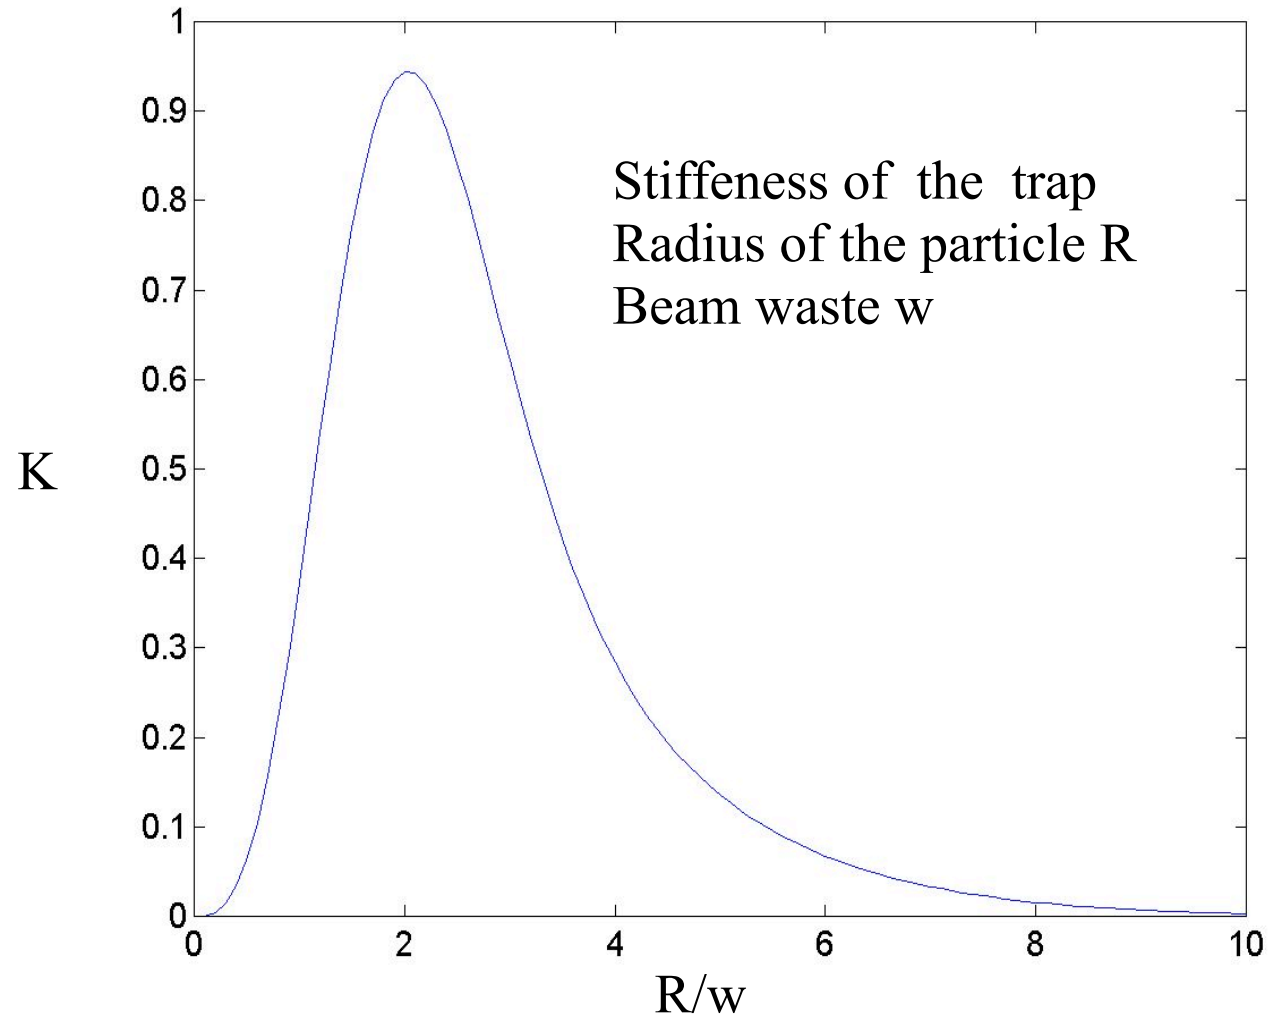 1
0.9
0.8
0.7
0.6
0.5
0.4
0.3
0.2
0.1
0
K
Stiffeness of the trap
Radius of the particle R
Beam waste w
0 2 4 6 8 10
R/w